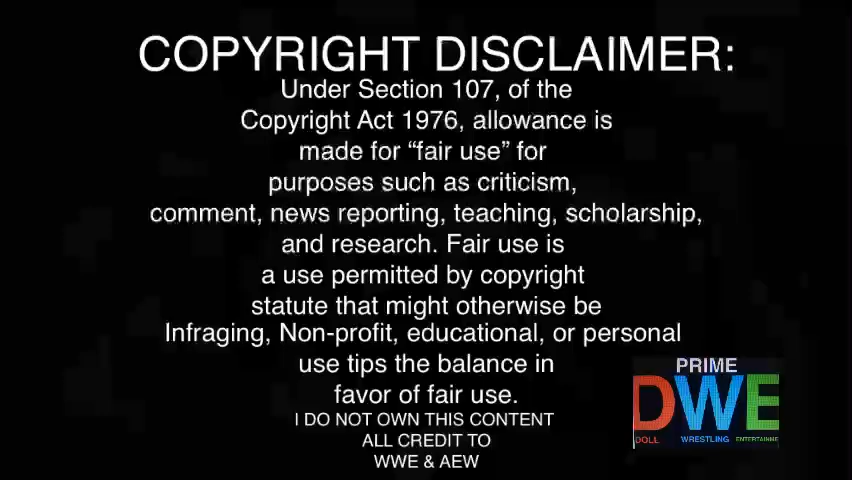 COPYRIGHT DISCLAIMER:
Under Section 107, of the
Copyright Act 1976, allowance is
made for “fair use” for
purposes such as criticism,
comment, news reporting, teaching, scholarship,
and research. Fair use is
a use permitted by copyright
statute that might otherwise be
Infraging, Non-profit, educational, or personal
use tips the balance in
favor of fair use.
I DO NOT OWN THIS CONTENT
ALL CREDIT TO
WWE & AEW
PRIME
DWE
DOLL WRESTLING ENTERTAINME